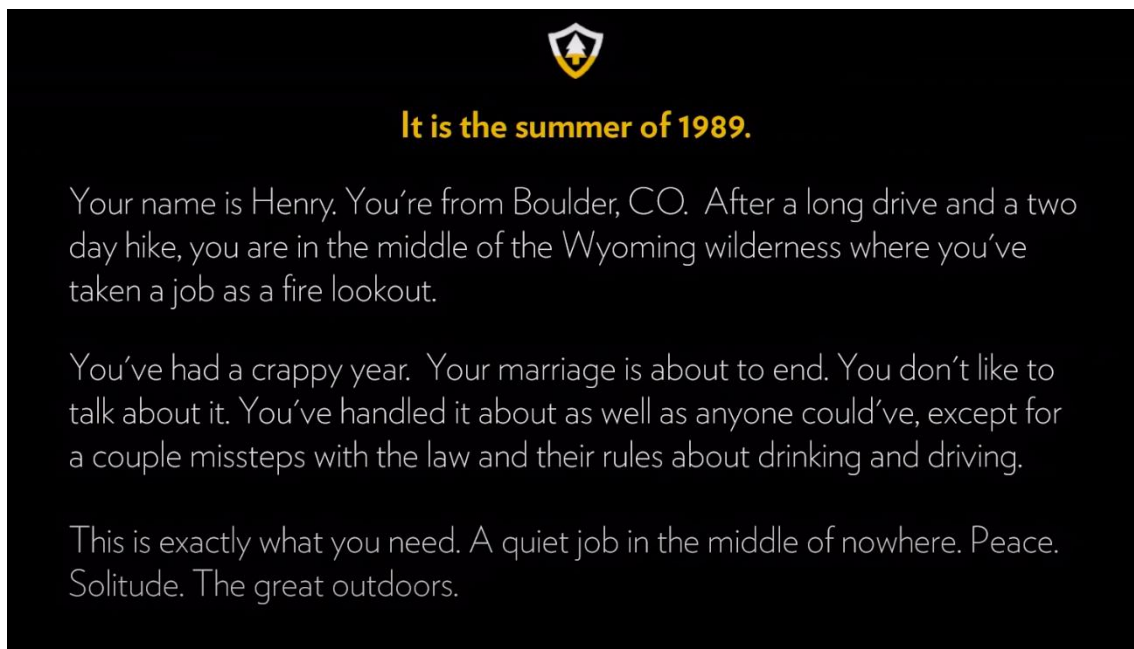 It is the summer of 1989.
Your name is Henry. You're from Boulder, CO.  After a long drive and a two
day hike, you are in the middle of the Wyoming wilderness where you've
taken a job as a fire lookout.
You've had a crappy year.  Your marriage is about to end. You don't like to
talk about it. You've handled it about as well as anyone could've, except for
a couple missteps with the law and their rules about drinking and driving.
This is exactly what you need. A quiet job in the middle of nowhere. Peace.
Solitude. The great outdoors.